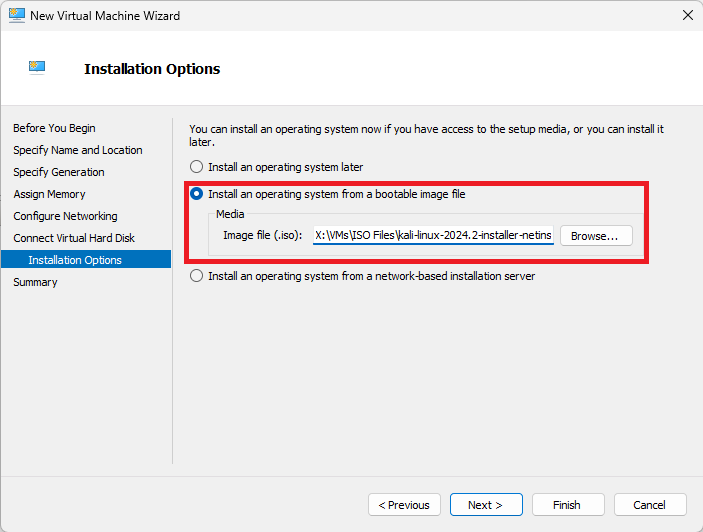 New Virtual Machine Wizard
Installation Options
Before You Begin
Specify Name and Location
Specify Generation
Assign Memory
Configure Networking
Connect Virtual Hard Disk
Installation Options
Summary
You can install an operating system now if you have access to the setup media, or you can install it
later.
Install an operating system later
Install an operating system from a bootable image file
Media
Image file (.iso): X:\VMs\ISO Files\kali-linux-2024.2-installer-netins Browse...
Install an operating system from a network-based installation server
< Previous Next > Finish Cancel